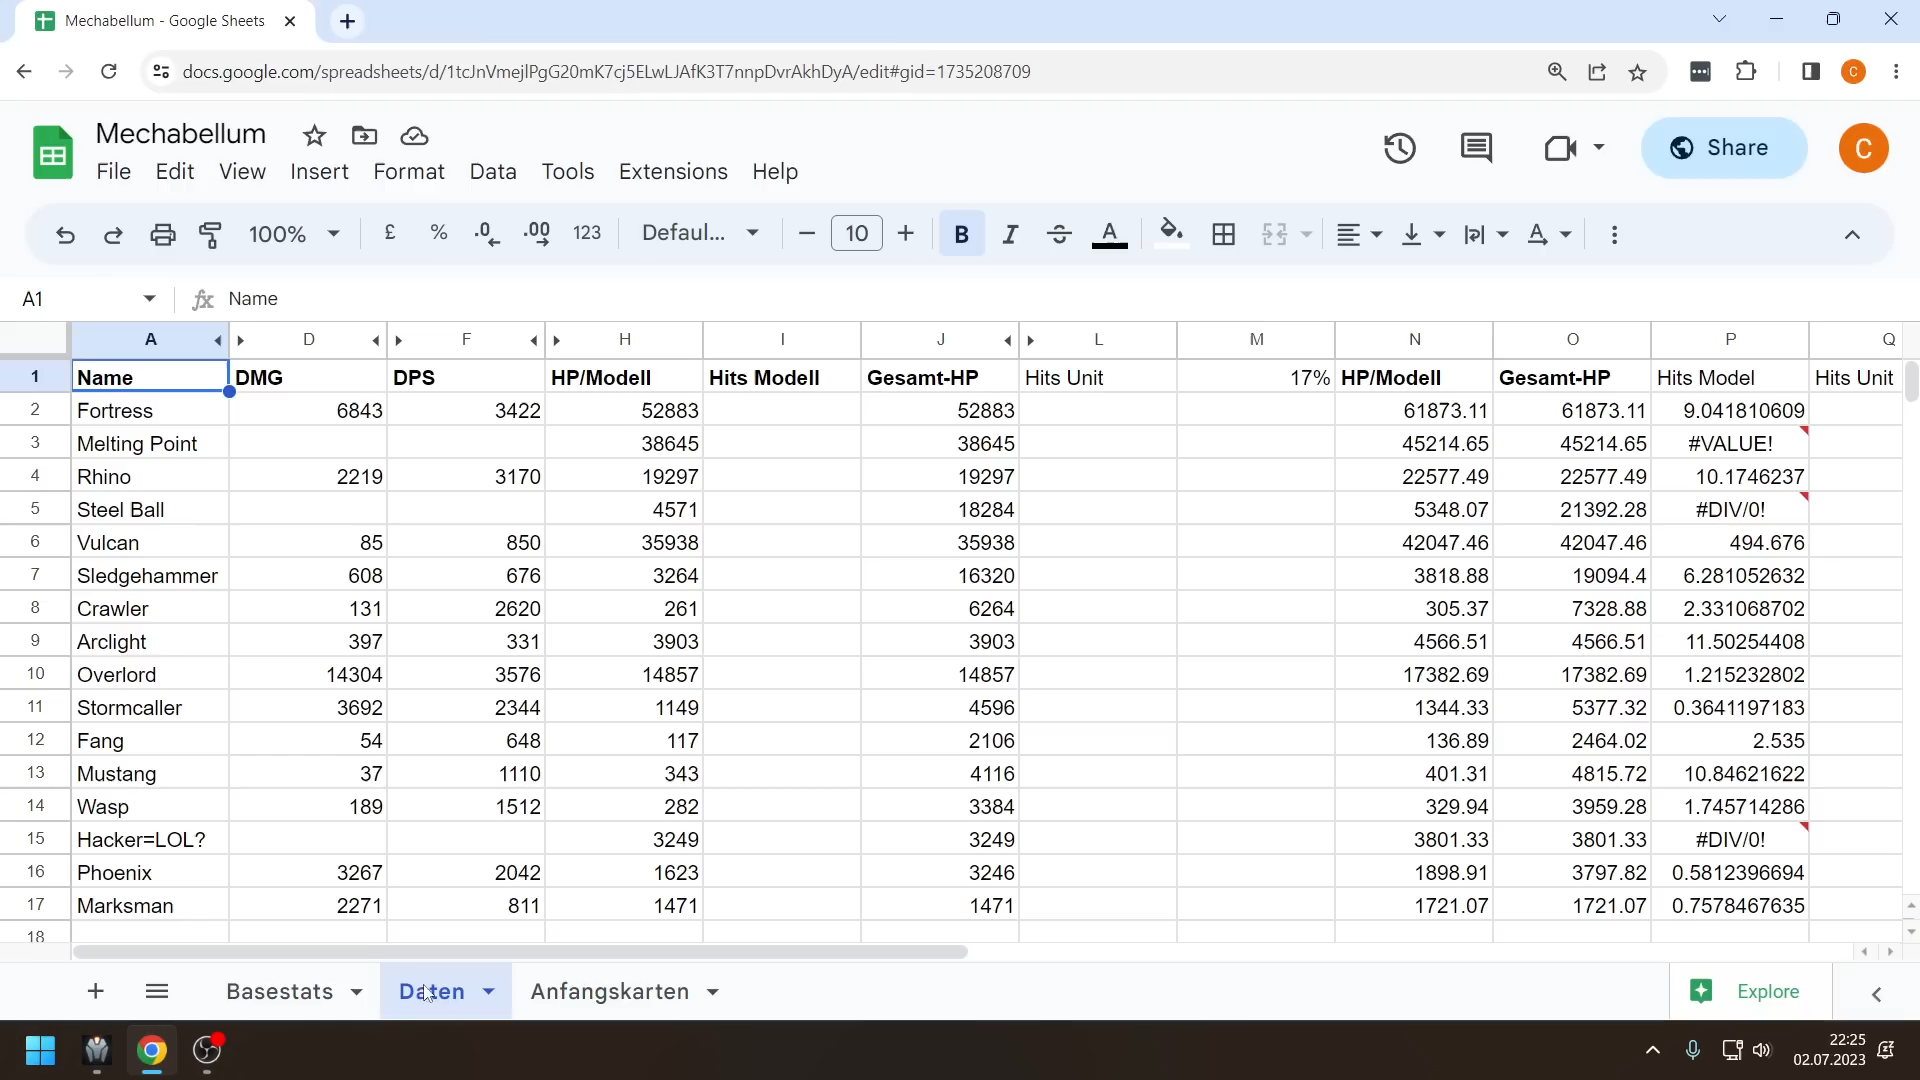 Mechabellum - Google Sheets
docs.google.com/spreadsheets/d/1tcJnVmejlPgG20mK7cj5ELwLJAfK3T7nnpDvrAkhDyA/edit#gid=1735208709
C
Mechabellum
File Edit View Insert Format Data Tools Extensions Help
Share
C
100% £ % .0 .00 123 Defaul... 10 B I A
A1 fx Name
A D F H I J L M N O P Q
1 Name DMG DPS HP/Modell Hits Modell Gesamt-HP Hits Unit 17% HP/Modell Gesamt-HP Hits Model Hits Unit
2 Fortress 6843 3422 52883 52883 61873.11 61873.11 9.041810609
3 Melting Point 38645 38645 45214.65 45214.65 #VALUE!
4 Rhino 2219 3170 19297 19297 22577.49 22577.49 10.1746237
5 Steel Ball 4571 18284 5348.07 21392.28 #DIV/0!
6 Vulcan 85 850 35938 35938 42047.46 42047.46 494.676
7 Sledgehammer 608 676 3264 16320 3818.88 19094.4 6.281052632
8 Crawler 131 2620 261 6264 305.37 7328.88 2.331068702
9 Arclight 397 331 3903 3903 4566.51 4566.51 11.50254408
10 Overlord 14304 3576 14857 14857 17382.69 17382.69 1.215232802
11 Stormcaller 3692 2344 1149 4596 1344.33 5377.32 0.3641197183
12 Fang 54 648 117 2106 136.89 2464.02 2.535
13 Mustang 37 1110 343 4116 401.31 4815.72 10.84621622
14 Wasp 189 1512 282 3384 329.94 3959.28 1.745714286
15 Hacker=LOL? 3249 3249 3801.33 3801.33 #DIV/0!
16 Phoenix 3267 2042 1623 3246 1898.91 3797.82 0.5812396694
17 Marksman 2271 811 1471 1471 1721.07 1721.07 0.7578467635
18
Basestats Daten Anfangskarten Explore
22:25
02.07.2023